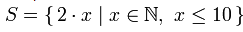 S = { 2 · x | x ∈ ℕ, x ≤ 10 }